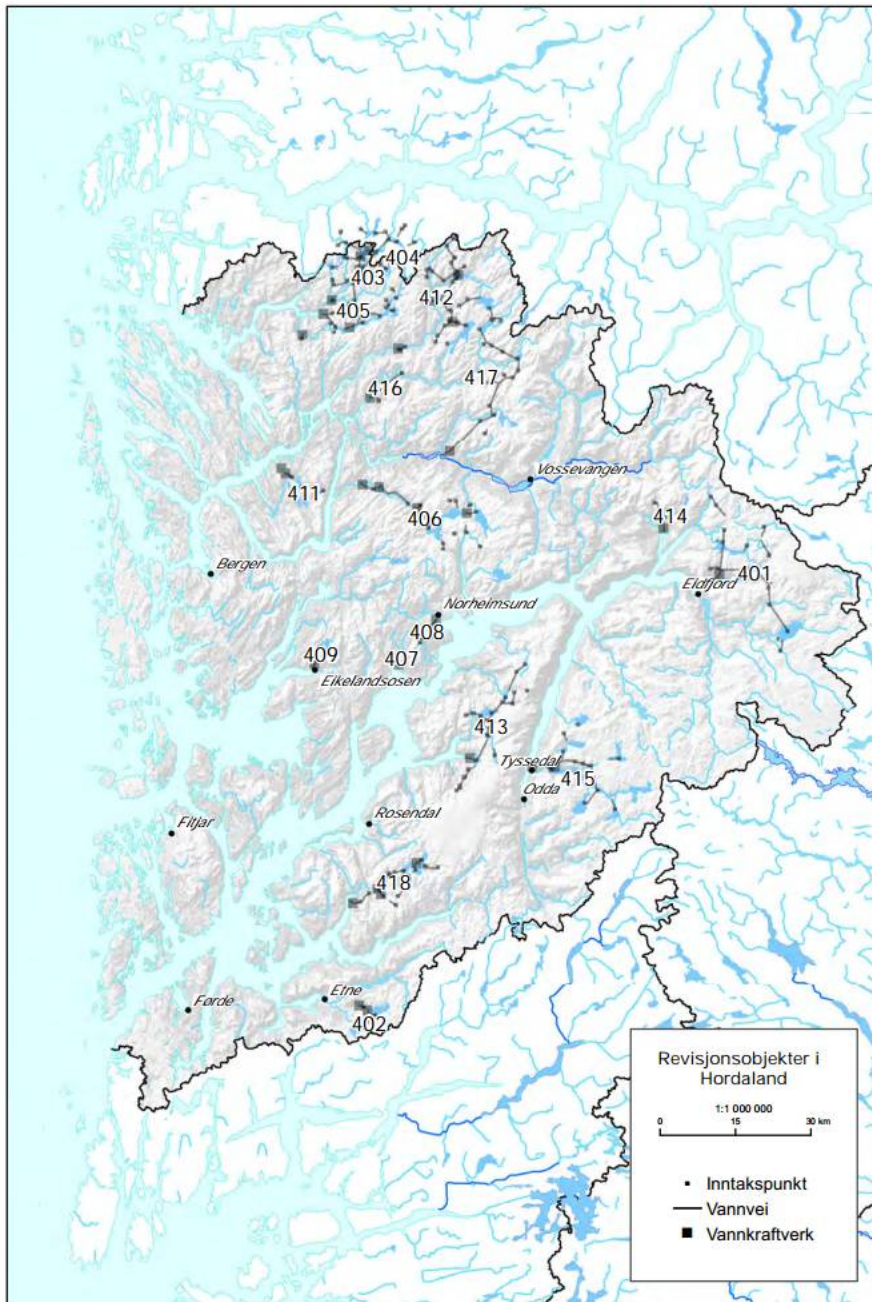 404
403
412
405
417
416
Vossevangen
411
406
414
Bergen
401
Eidfjord
Norheimsund
408
409
407
Eikelandsosen
413
Tyssedal
415
Odda
Rosendal
Fitjar
418
Etne
Førde
402
Revisjonsobjekter i
Hordaland
1:1 000 000
0 15 30 km
Inntakspunkt
Vannvei
Vannkraftverk